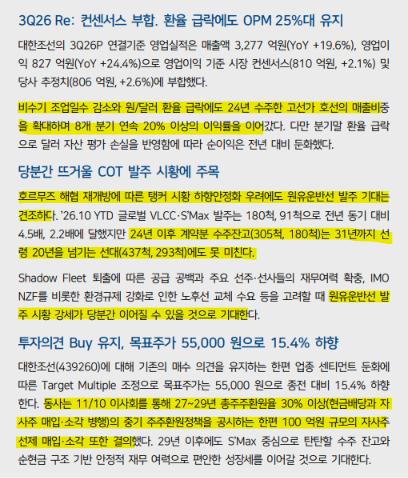 3Q26 Re: 컨센서스 부합. 환율 급락에도 OPM 25%대 유지
대한조선의 3Q26P 연결기준 영업실적은 매출액 3,277 억원(YoY +19.6%), 영업이
익 827 억원(YoY +24.4%)으로 영업이익 기준 시장 컨센서스(810 억원, +2.1%) 및
당사 추정치(806 억원, +2.6%)에 부합했다.
비수기 조업일수 감소와 원/달러 환율 급락에도 24년 수주한 고선가 호선의 매출비중
을 확대하며 8개 분기 연속 20% 이상의 이익률을 이어갔다. 다만 분기말 환율 급락
으로 달러 자산 평가 손실을 반영함에 따라 순이익은 전년 대비 둔화했다.
당분간 뜨거울 COT 발주 시황에 주목
호르무즈 해협 재개방에 따른 탱커 시황 하향안정화 우려에도 원유운반선 발주 기대는
견조하다. '26.10 YTD 글로벌 VLCC·S'Max 발주는 180척, 91척으로 전년 동기 대비
4.5배, 2.2배에 달했지만 24년 이후 계약분 수주잔고(305척, 180척)는 31년까지 선
령 20년을 넘기는 선대(437척, 293척)에도 못 미친다.
Shadow Fleet 퇴출에 따른 공급 공백과 주요 선주·선사들의 재무여력 확충, IMO
NZF를 비롯한 환경규제 강화로 인한 노후선 교체 수요 등을 고려할 때 원유운반선 발
주 시황 강세가 당분간 이어질 수 있을 것으로 기대한다.
투자의견 Buy 유지, 목표주가 55,000 원으로 15.4% 하향
대한조선(439260)에 대해 기존의 매수 의견을 유지하는 한편 업종 센티먼트 둔화에
따른 Target Multiple 조정으로 목표주가는 55,000 원으로 종전 대비 15.4% 하향
한다. 동사는 11/10 이사회를 통해 27~29년 총주주환원율 30% 이상(현금배당과 자
사주 매입·소각 병행)의 중기 주주환원정책을 공시하는 한편 100 억원 규모의 자사주
선제 매입·소각 또한 결의했다. 29년 이후에도 S'Max 중심으로 탄탄할 수주 잔고와
순현금 구조 기반 안정적 재무 여력으로 편안한 성장세를 이어갈 것으로 기대한다.